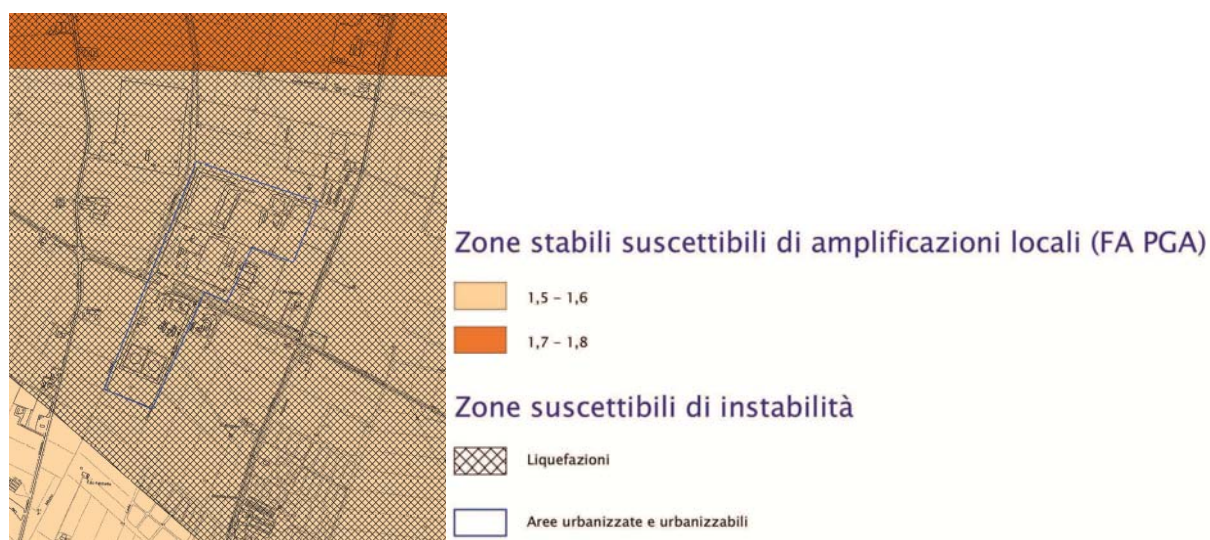 Zone stabili suscettibili di amplificazioni locali (FA PGA)
1,5 – 1,6
1,7 – 1,8
Zone suscettibili di instabilità
Liquefazioni
Aree urbanizzate e urbanizzabili